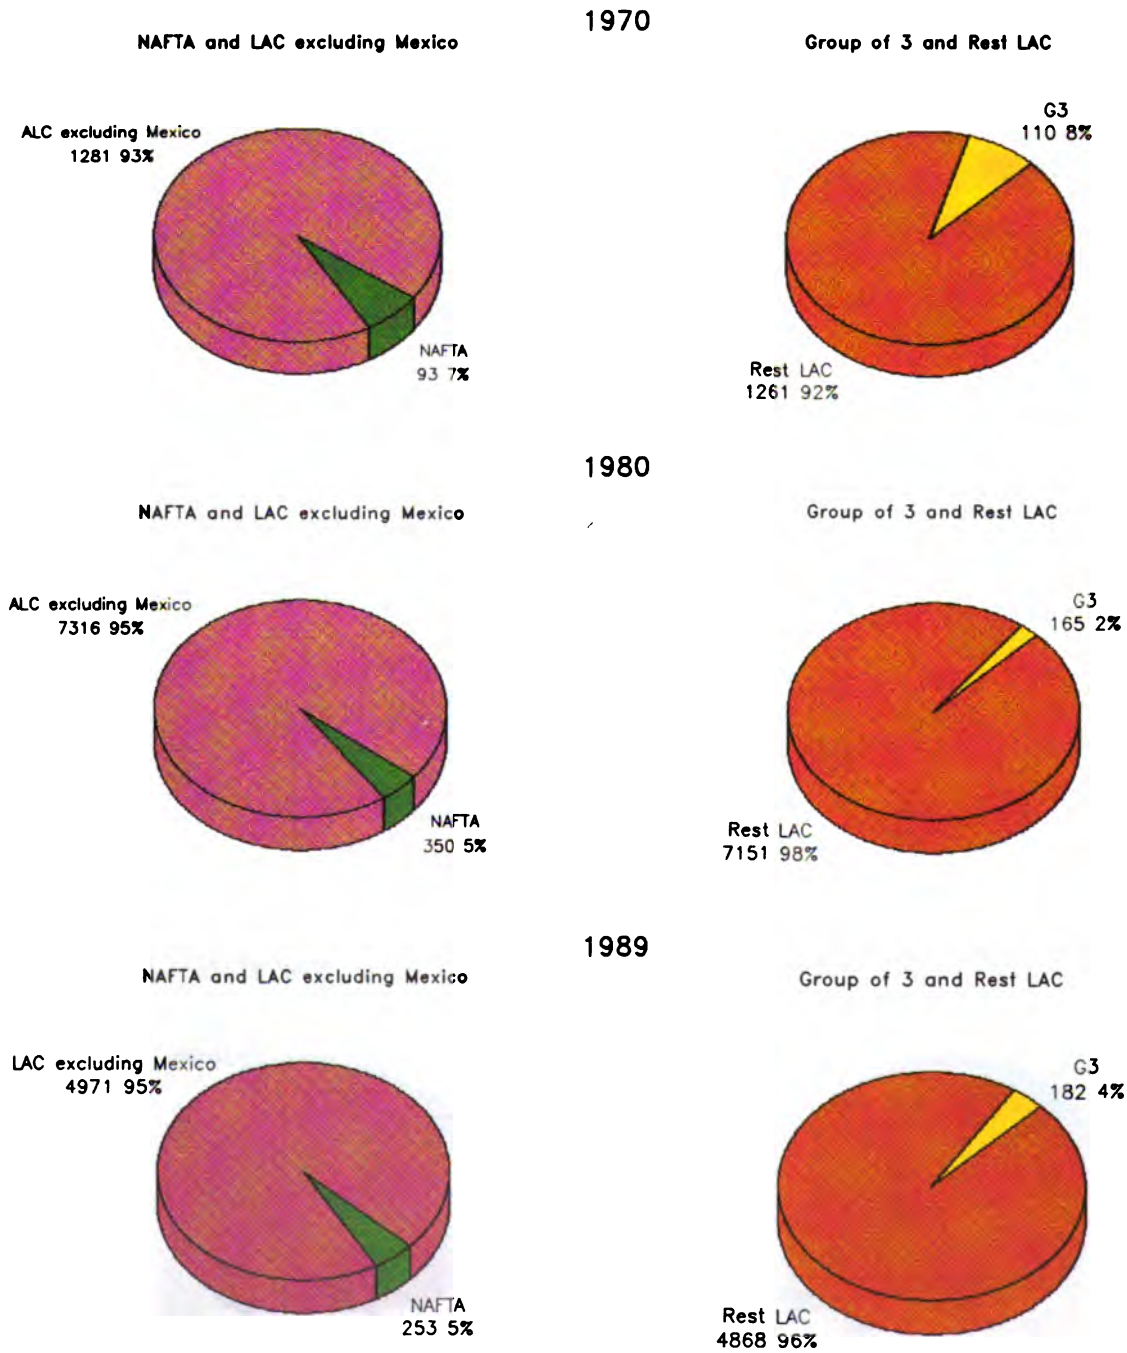 1970
NAFTA and LAC excluding Mexico
ALC excluding Mexico
1281 93%
NAFTA
93 7%
Group of 3 and Rest LAC
G3
110 8%
Rest LAC
1261 92%
1980
NAFTA and LAC excluding Mexico
ALC excluding Mexico
7316 95%
NAFTA
350 5%
Group of 3 and Rest LAC
G3
165 2%
Rest LAC
7151 98%
1989
NAFTA and LAC excluding Mexico
LAC excluding Mexico
4971 95%
NAFTA
253 5%
Group of 3 and Rest LAC
G3
182 4%
Rest LAC
4868 96%